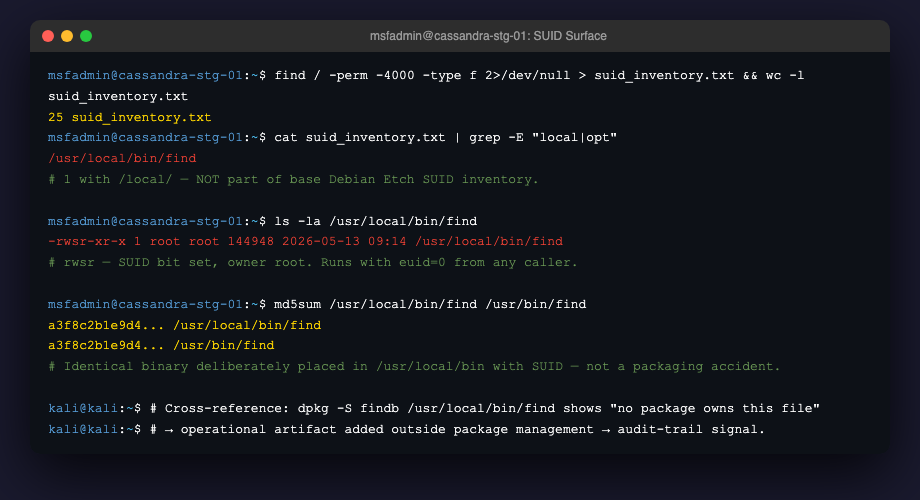 msfadmin@cassandra-stg-01: SUID Surface
msfadmin@cassandra-stg-01:~$ find / -perm -4000 -type f 2>/dev/null > suid_inventory.txt && wc -l
suid_inventory.txt
25 suid_inventory.txt
msfadmin@cassandra-stg-01:~$ cat suid_inventory.txt | grep -E "local|opt"
/usr/local/bin/find
# 1 with /local/ — NOT part of base Debian Etch SUID inventory.
msfadmin@cassandra-stg-01:~$ ls -la /usr/local/bin/find
-rwsr-xr-x 1 root root 144948 2026-05-13 09:14 /usr/local/bin/find
# rwsr — SUID bit set, owner root. Runs with euid=0 from any caller.
msfadmin@cassandra-stg-01:~$ md5sum /usr/local/bin/find /usr/bin/find
a3f8c2b1e9d4... /usr/local/bin/find
a3f8c2b1e9d4... /usr/bin/find
# Identical binary deliberately placed in /usr/local/bin with SUID — not a packaging accident.
kali@kali:~$ # Cross-reference: dpkg -S findb /usr/local/bin/find shows "no package owns this file"
kali@kali:~$ # → operational artifact added outside package management → audit-trail signal.